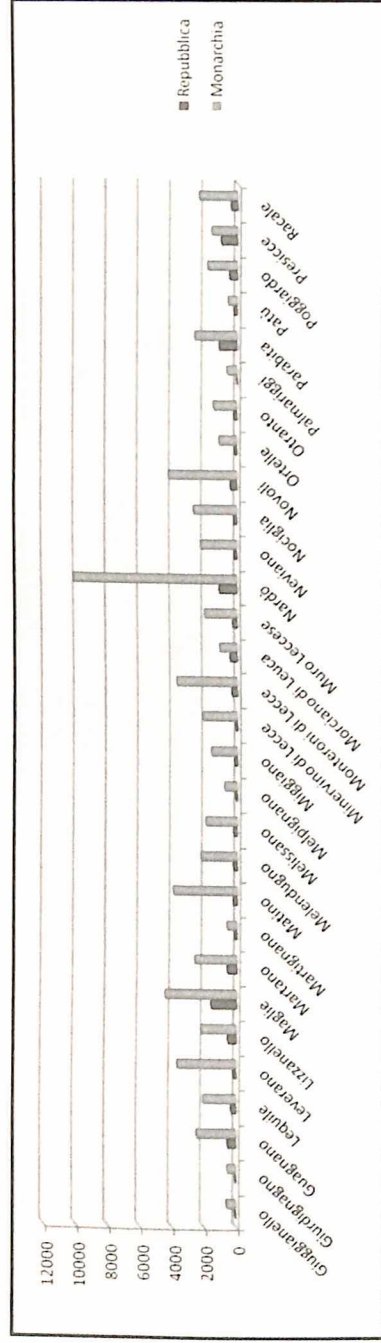 12000
10000
8000
6000
4000
2000
0
Giuggianello
Giurdignagno
Guagnano
Lequile
Leverano
Lizzanello
Maglie
Martano
Martignano
Matino
Melendugno
Melissano
Melpignano
Miggiano
Minervino di Lecce
Monteroni di Lecce
Morciano di Leuca
Muro Leccese
Nardò
Neviano
Nociglia
Novoli
Ortelle
Otranto
Palmariggi
Parabita
Patù
Poggiardo
Presicce
Racale
Repubblica
Monarchia